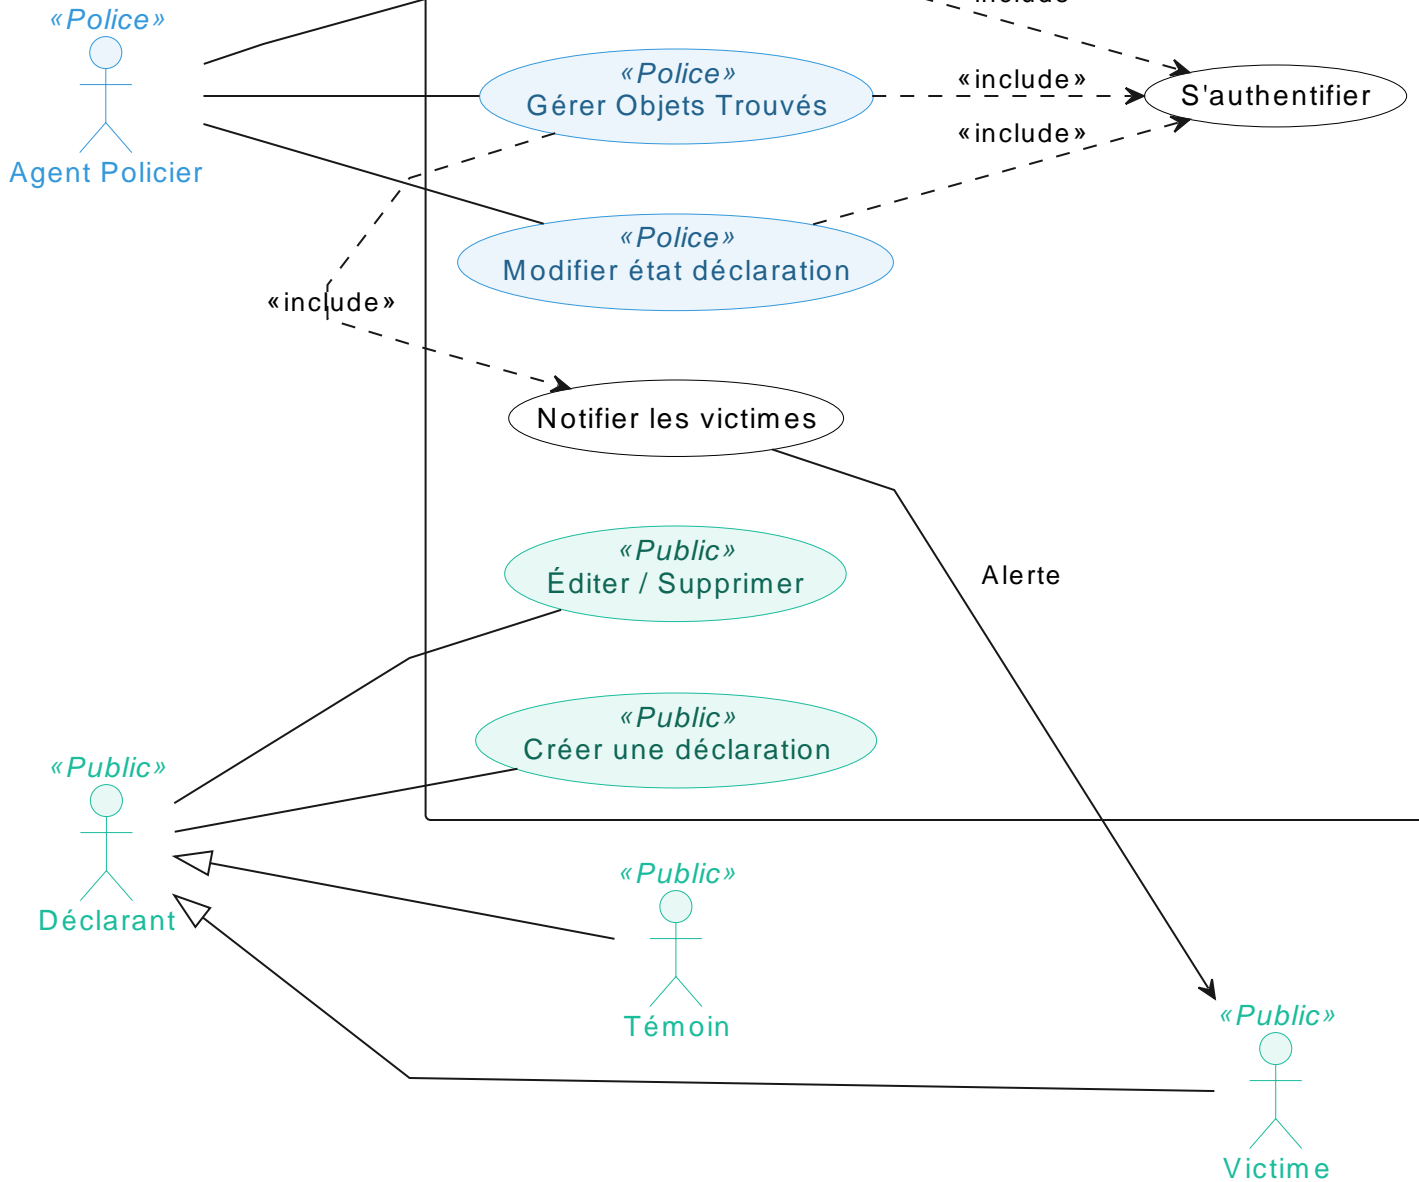 «include»
«Police»
Agent Policier
«Police»
Gérer Objets Trouvés
«include»
S'authentifier
«include»
«Police»
Modifier état déclaration
«include»
Notifier les victimes
«Public»
Éditer / Supprimer
Alerte
«Public»
Créer une déclaration
«Public»
Déclarant
«Public»
Témoin
«Public»
Victime